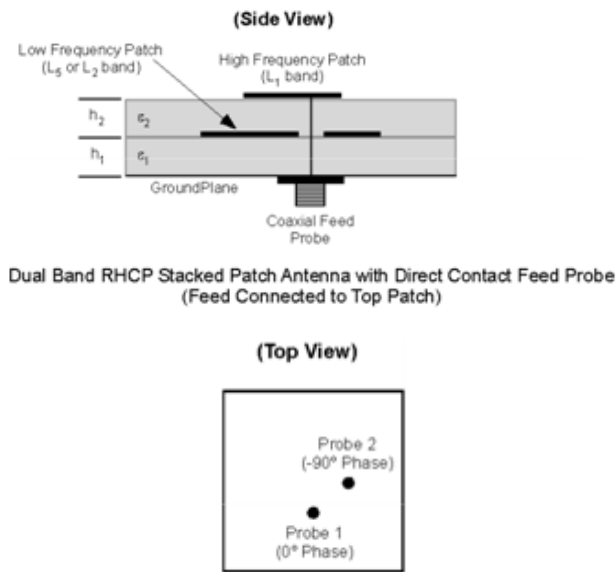 (Side View)
Low Frequency Patch
(L5 or L2 band)
High Frequency Patch
(L1 band)
h2
ε2
h1
ε1
GroundPlane
Coaxial Feed
Probe
Dual Band RHCP Stacked Patch Antenna with Direct Contact Feed Probe
(Feed Connected to Top Patch)
(Top View)
Probe 2
(-90° Phase)
Probe 1
(0° Phase)